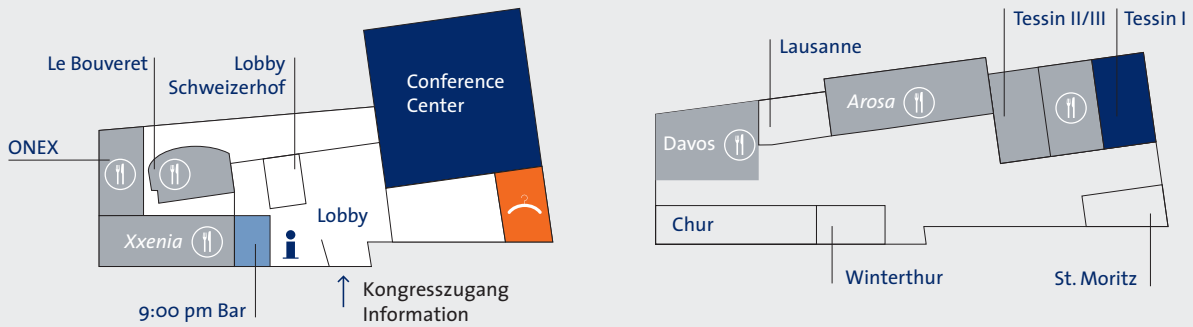 Le Bouveret
Lobby
Schweizerhof
Conference
Center
ONEX
Xxenia
Lobby
9:00 pm Bar
Kongresszugang
Information
Tessin II/III
Tessin I
Lausanne
Arosa
Davos
Chur
Winterthur
St. Moritz